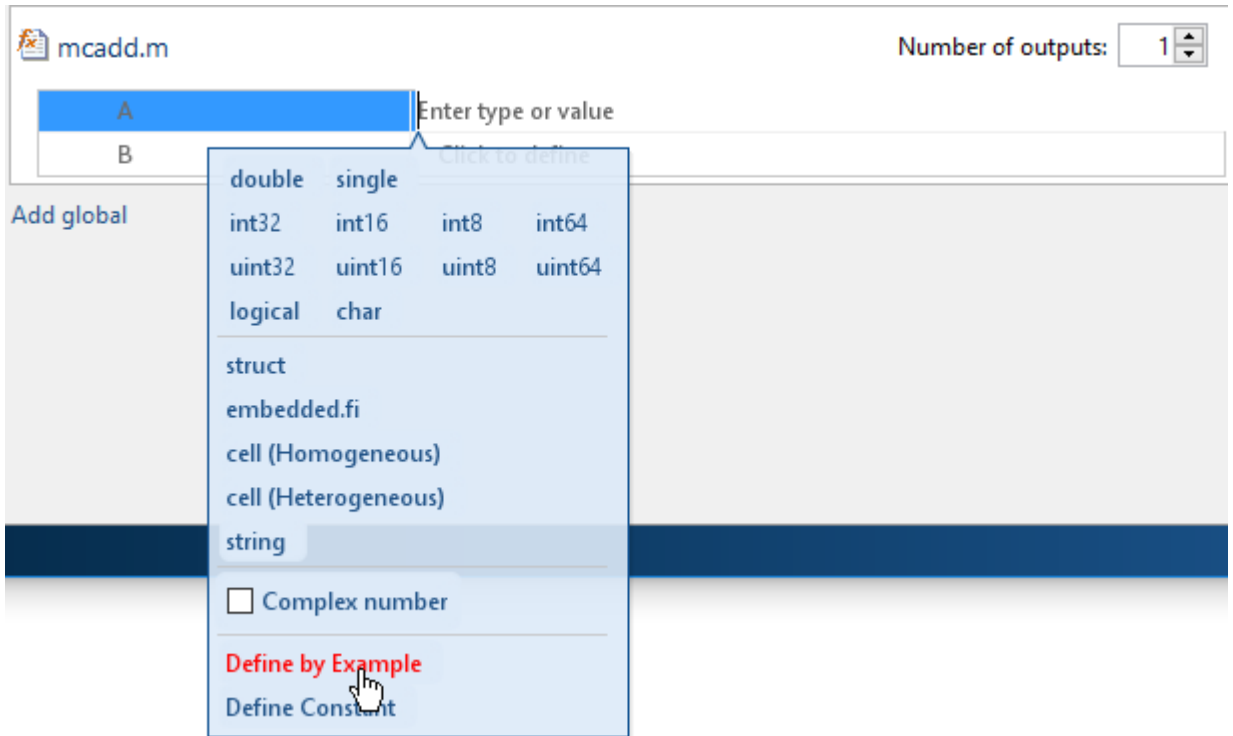 mcadd.m Number of outputs: 1
A Enter type or value
B Click to define
double single
Add global
int32 int16 int8 int64
uint32 uint16 uint8 uint64
logical char
struct
embedded.fi
cell (Homogeneous)
cell (Heterogeneous)
string
Complex number
Define by Example
Define Constant